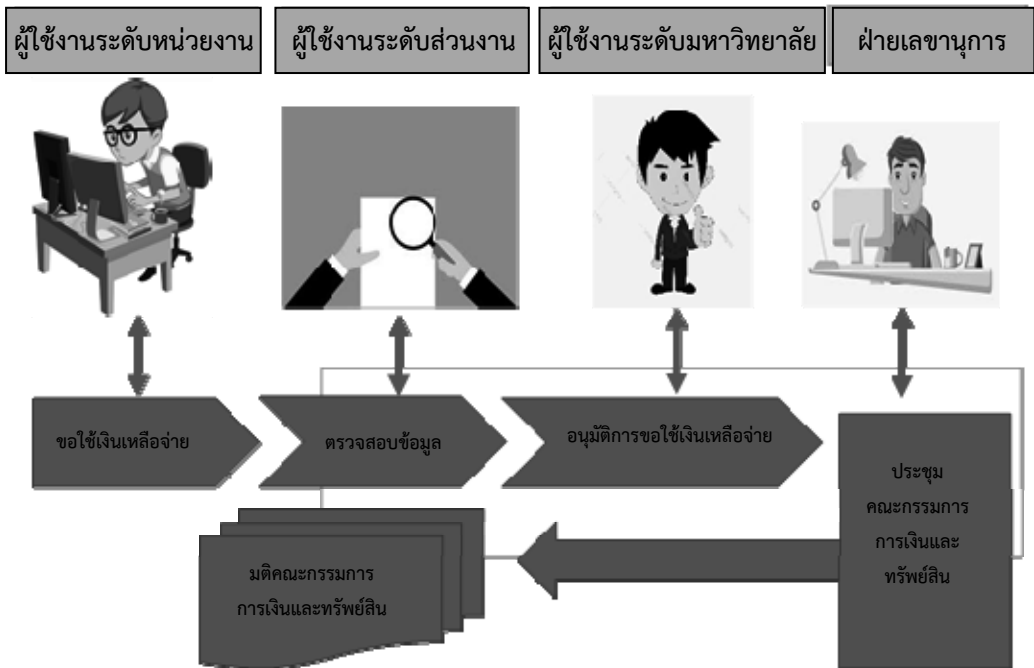 ผู้ใช้งานระดับหน่วยงาน
ผู้ใช้งานระดับส่วนงาน
ผู้ใช้งานระดับมหาวิทยาลัย
ฝ่ายเลขานุการ
ขอใช้เงินเหลือจ่าย
ตรวจสอบข้อมูล
อนุมัติการขอใช้เงินเหลือจ่าย
ประชุม
คณะกรรมการ
การเงินและ
ทรัพย์สิน
มติคณะกรรมการ
การเงินและทรัพย์สิน